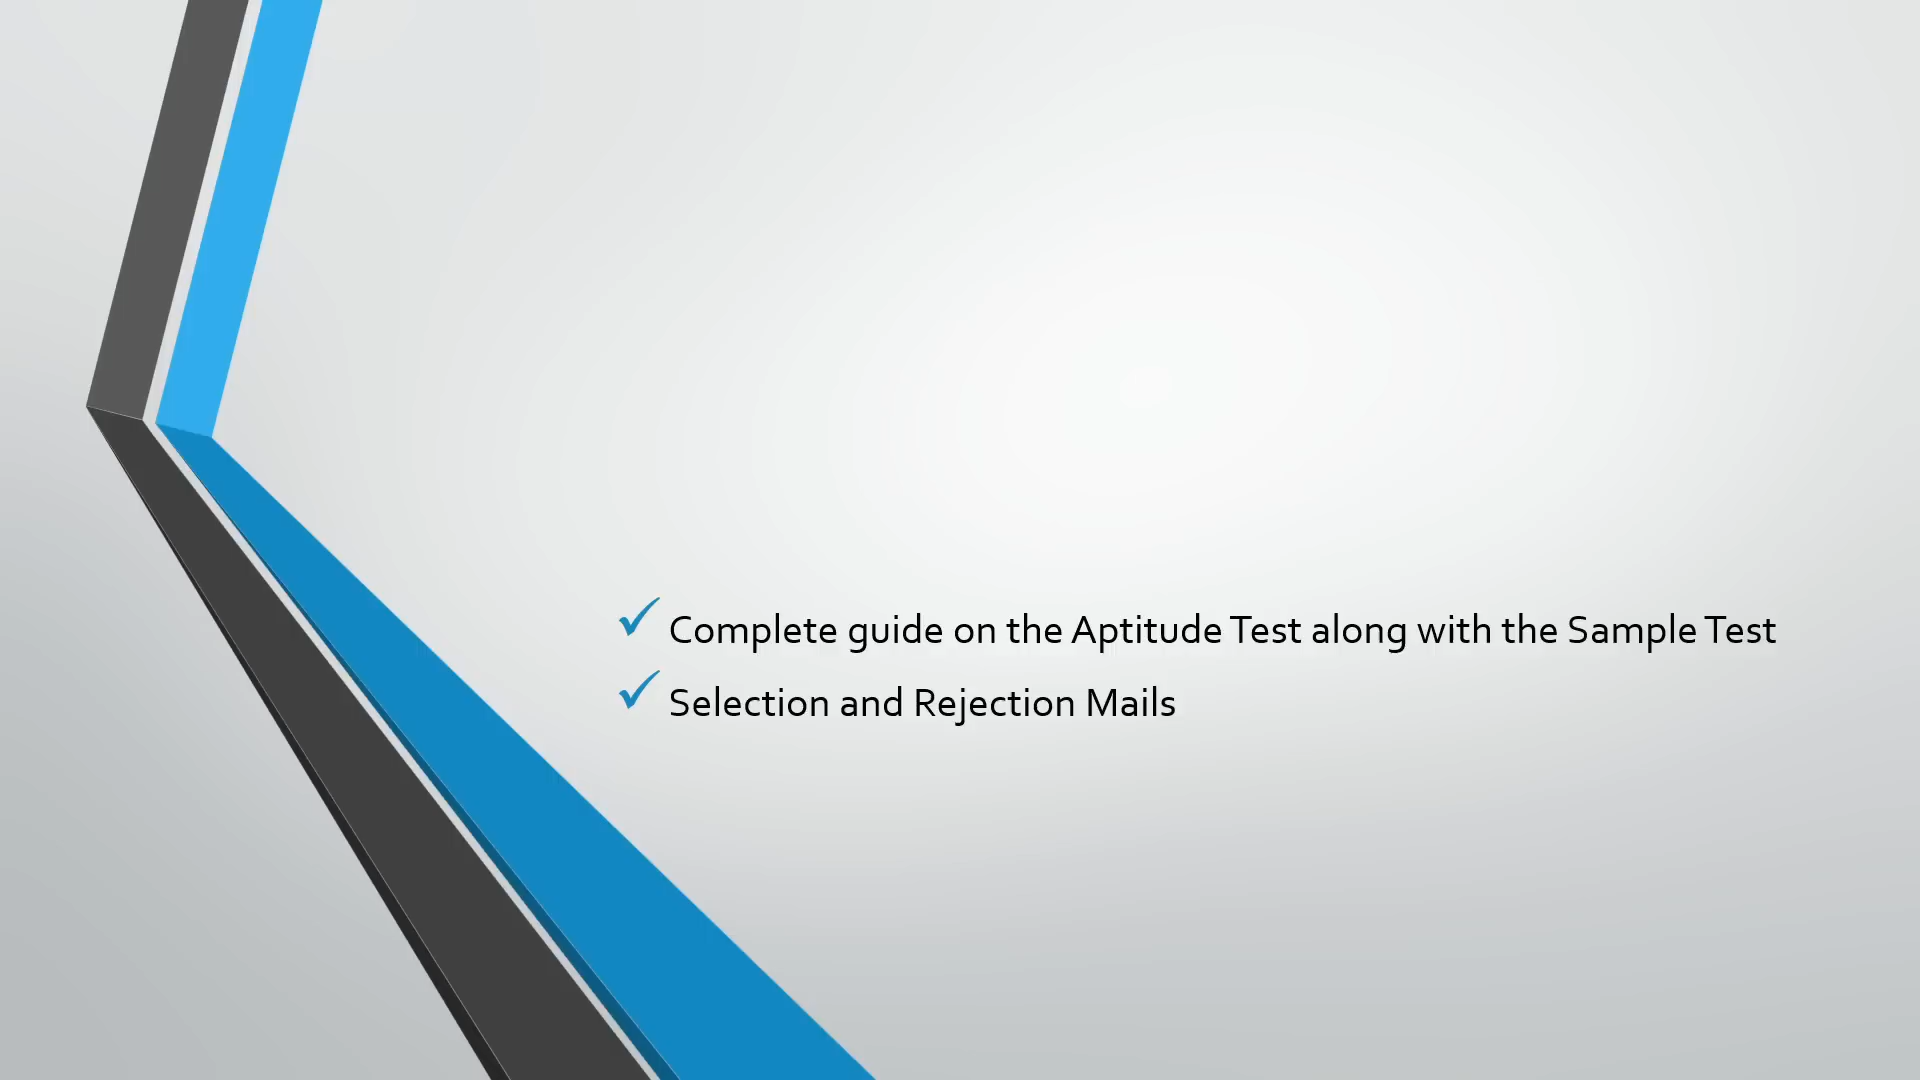 Complete guide on the Aptitude Test along with the Sample Test
Selection and Rejection Mails